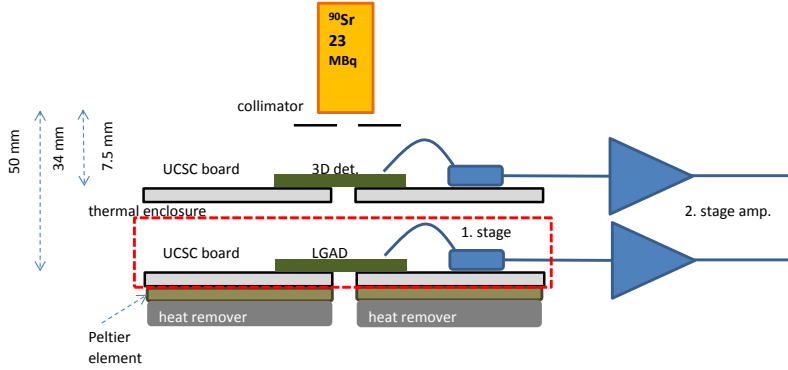 ⁹⁰Sr
23
MBq
collimator
50 mm
34 mm
7.5 mm
UCSC board
3D det.
thermal enclosure
2. stage amp.
UCSC board
LGAD
1. stage
heat remover
heat remover
Peltier
element